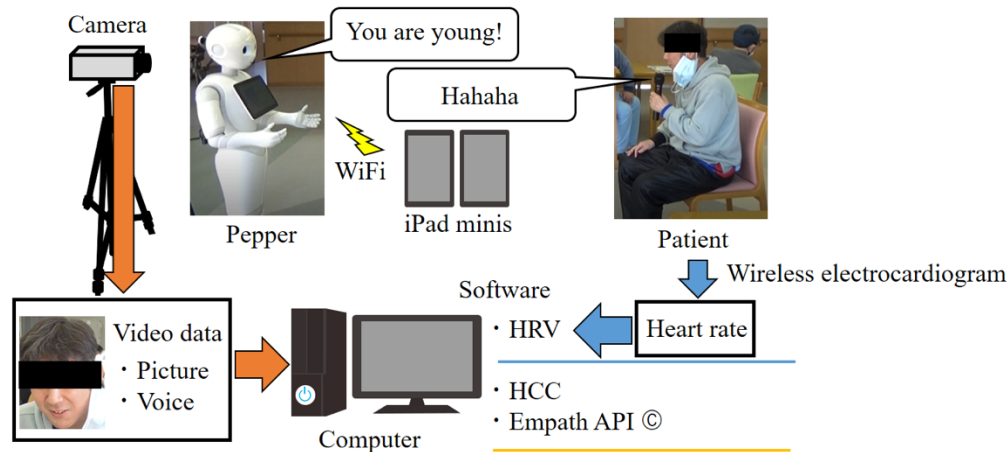 Camera
You are young!
Hahaha
WiFi
Pepper
iPad minis
Patient
Wireless electrocardiogram
Software
Video data
・Picture
・Voice
・HRV
Heart rate
・HCC
・Empath API ©
Computer